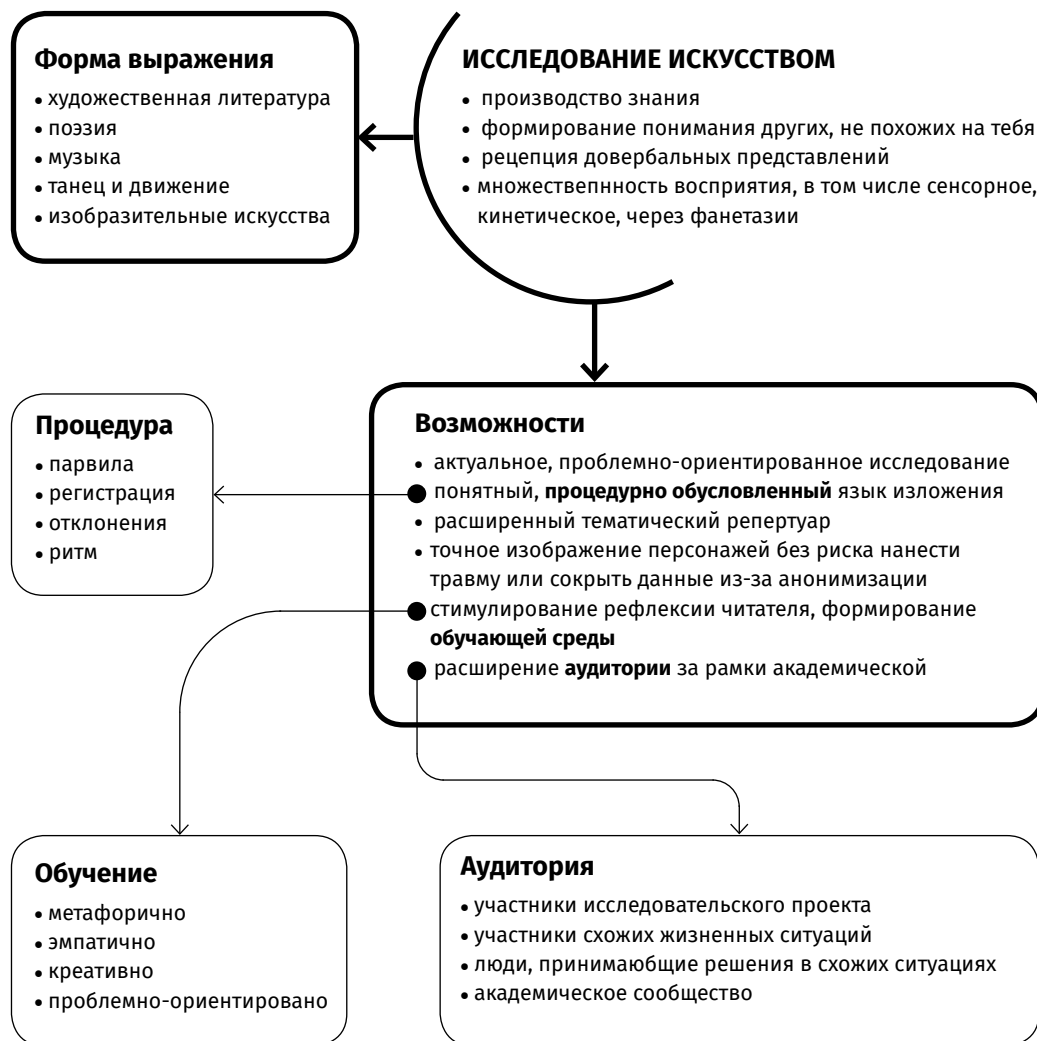 Форма выражения
• художественная литература
• поэзия
• музыка
• танец и движение
• изобразительные искусства
ИССЛЕДОВАНИЕ ИСКУССТВОМ
• производство знания
• формирование понимания других, не похожих на тебя
• рецепция довербальных представлений
• множествепнность восприятия, в том числе сенсорное,
кинетическое, через фанетазии
Процедура
• парвила
• регистрация
• отклонения
• ритм
Возможности
• актуальное, проблемно-ориентированное исследование
• понятный, процедурно обусловленный язык изложения
• расширенный тематический репертуар
• точное изображение персонажей без риска нанести
травму или сокрыть данные из-за анонимизации
• стимулирование рефлексии читателя, формирование
обучающей среды
• расширение аудитории за рамки академической
Обучение
• метафорично
• эмпатично
• креативно
• проблемно-ориентировано
Аудитория
• участники исследовательского проекта
• участники схожих жизненных ситуаций
• люди, принимаюбщие решения в схожих ситуациях
• академическое сообщество